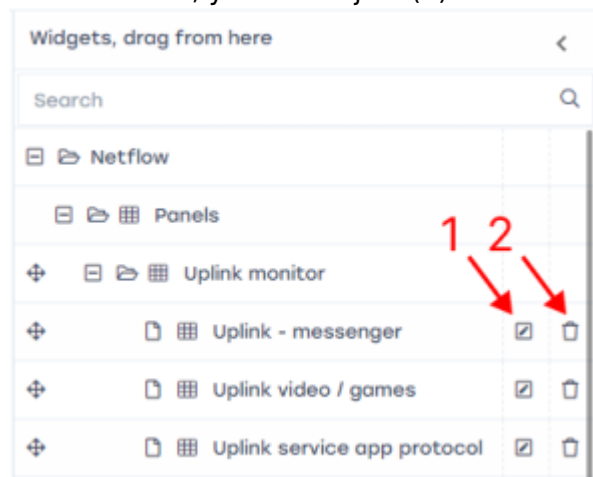 Widgets, drag from here
Search
Netflow
Panels
1 2
Uplink monitor
Uplink - messenger
Uplink video / games
Uplink service app protocol